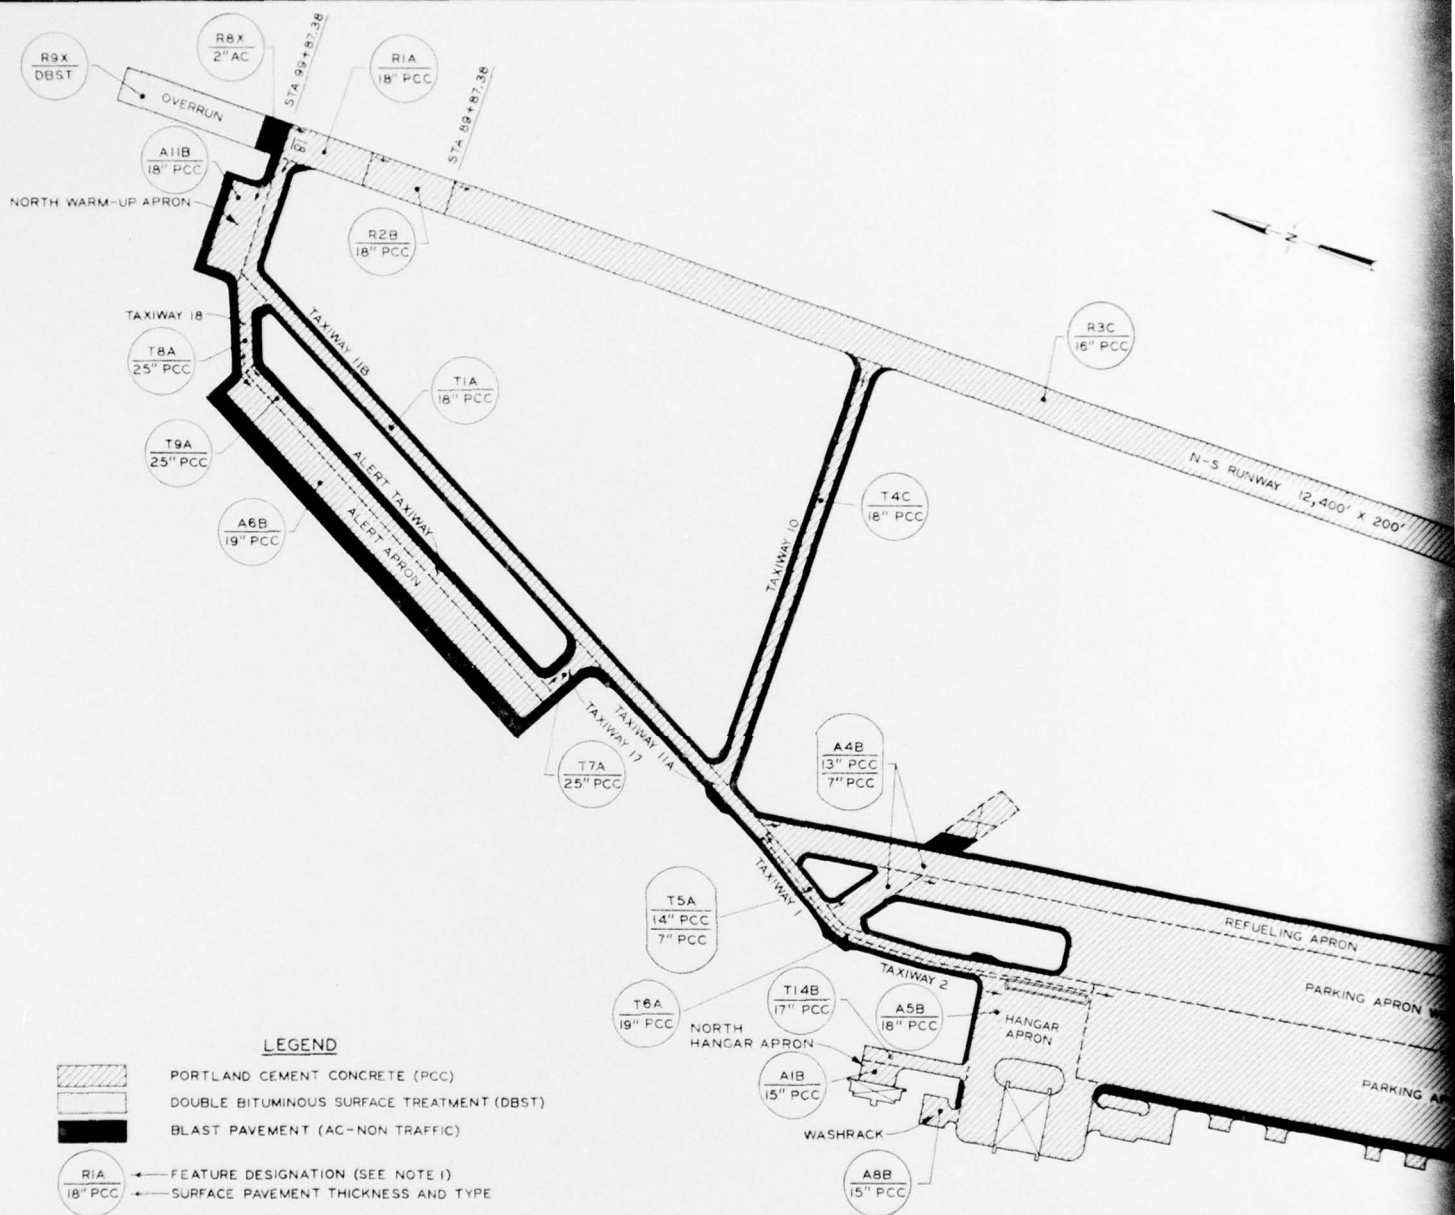 R9X
DBST
R8X
2" AC
STA 99+87.38
R1A
18" PCC
STA 89+87.38
OVERRUN
18
A11B
18" PCC
NORTH WARM-UP APRON
R2B
18" PCC
N
TAXIWAY 18
T8A
25" PCC
TAXIWAY 11B
T1A
18" PCC
R3C
16" PCC
T9A
25" PCC
ALERT TAXIWAY
ALERT APRON
A6B
19" PCC
T4C
18" PCC
N-S RUNWAY 12,400' X 200'
TAXIWAY 10
TAXIWAY 17
TAXIWAY 11A
T7A
25" PCC
A4B
13" PCC
7" PCC
TAXIWAY 1
T5A
14" PCC
7" PCC
REFUELING APRON
TAXIWAY 2
PARKING APRON
T6A
19" PCC
T14B
17" PCC
A5B
18" PCC
HANGAR
APRON
NORTH
HANGAR APRON
A1B
15" PCC
PARKING
WASHRACK
A8B
15" PCC
LEGEND
PORTLAND CEMENT CONCRETE (PCC)
DOUBLE BITUMINOUS SURFACE TREATMENT (DBST)
BLAST PAVEMENT (AC-NON TRAFFIC)
R1A
18" PCC
FEATURE DESIGNATION (SEE NOTE 1)
SURFACE PAVEMENT THICKNESS AND TYPE